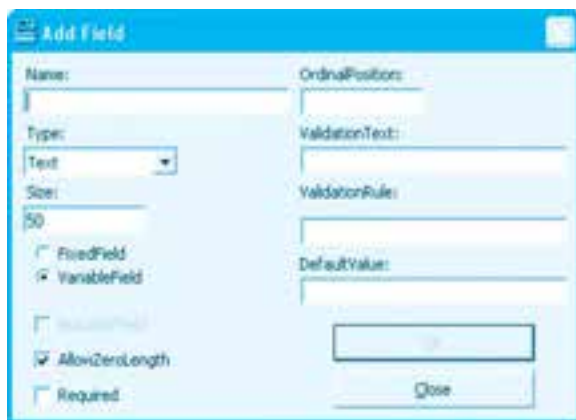 Add Field
Name:
OrdinalPosition:
Type:
Text
ValidationText:
Size:
50
ValidationRule:
FixedField
VariableField
DefaultValue:
AllowZeroLength
Required
Close